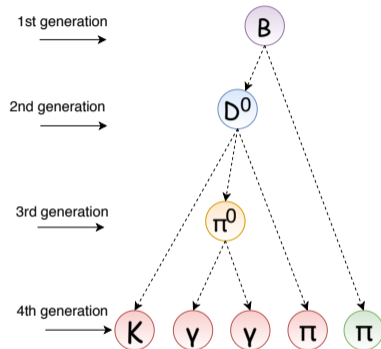 1st generation
B
2nd generation
D⁰
3rd generation
π⁰
4th generation
K γ γ π π